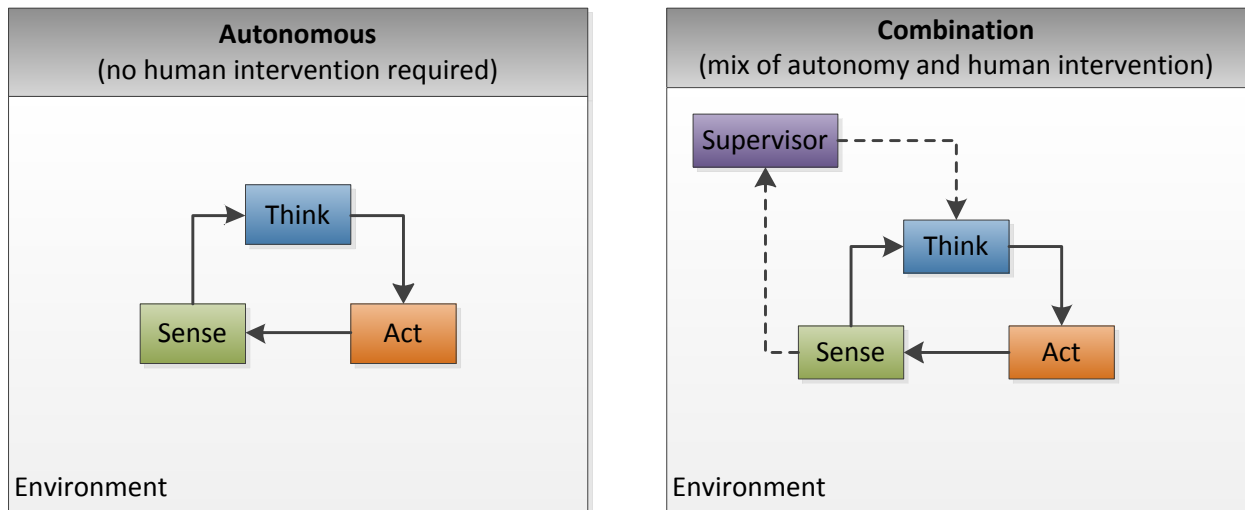 Autonomous
(no human intervention required)
Think
Sense
Act
Environment
Combination
(mix of autonomy and human intervention)
Supervisor
Think
Sense
Act
Environment